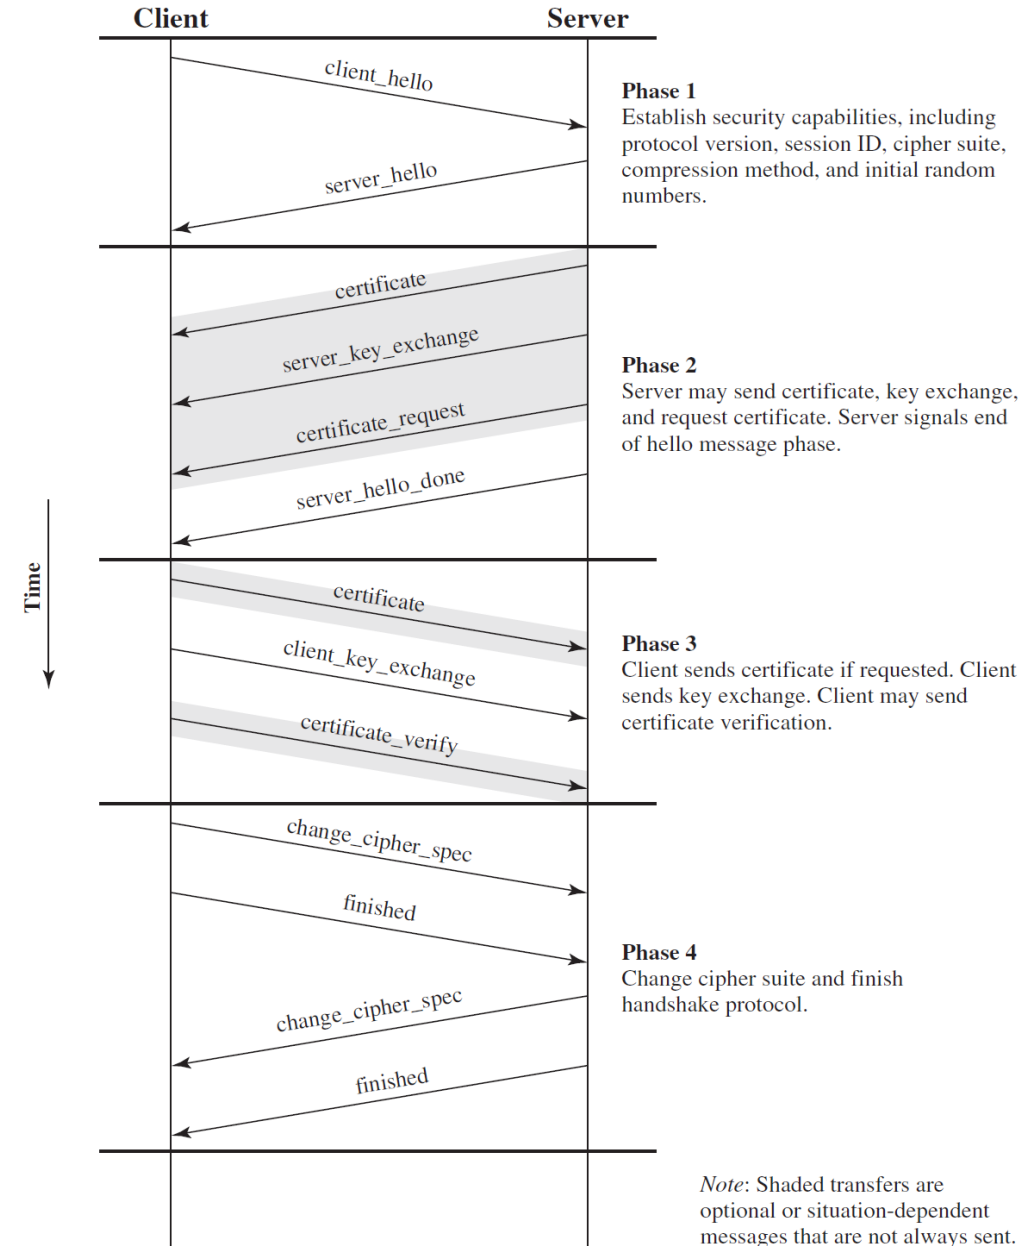 Client
Server
client_hello
server_hello
Phase 1
Establish security capabilities, including
protocol version, session ID, cipher suite,
compression method, and initial random
numbers.
certificate
server_key_exchange
certificate_request
server_hello_done
Phase 2
Server may send certificate, key exchange,
and request certificate. Server signals end
of hello message phase.
Time
certificate
client_key_exchange
certificate_verify
Phase 3
Client sends certificate if requested. Client
sends key exchange. Client may send
certificate verification.
change_cipher_spec
finished
change_cipher_spec
finished
Phase 4
Change cipher suite and finish
handshake protocol.
Note: Shaded transfers are
optional or situation-dependent
messages that are not always sent.